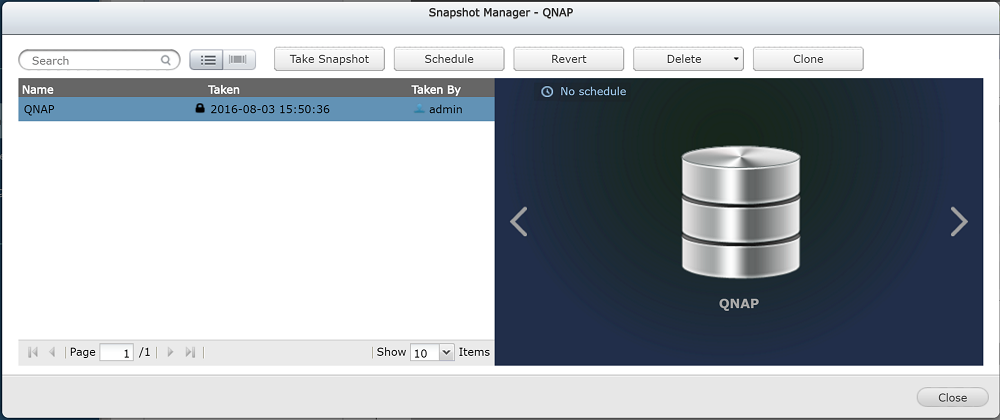 Snapshot Manager - QNAP
Search
Take Snapshot
Schedule
Revert
Delete
Clone
Name Taken Taken By
QNAP 2016-08-03 15:50:36 admin
No schedule
QNAP
Page 1 /1 Show 10 Items
Close